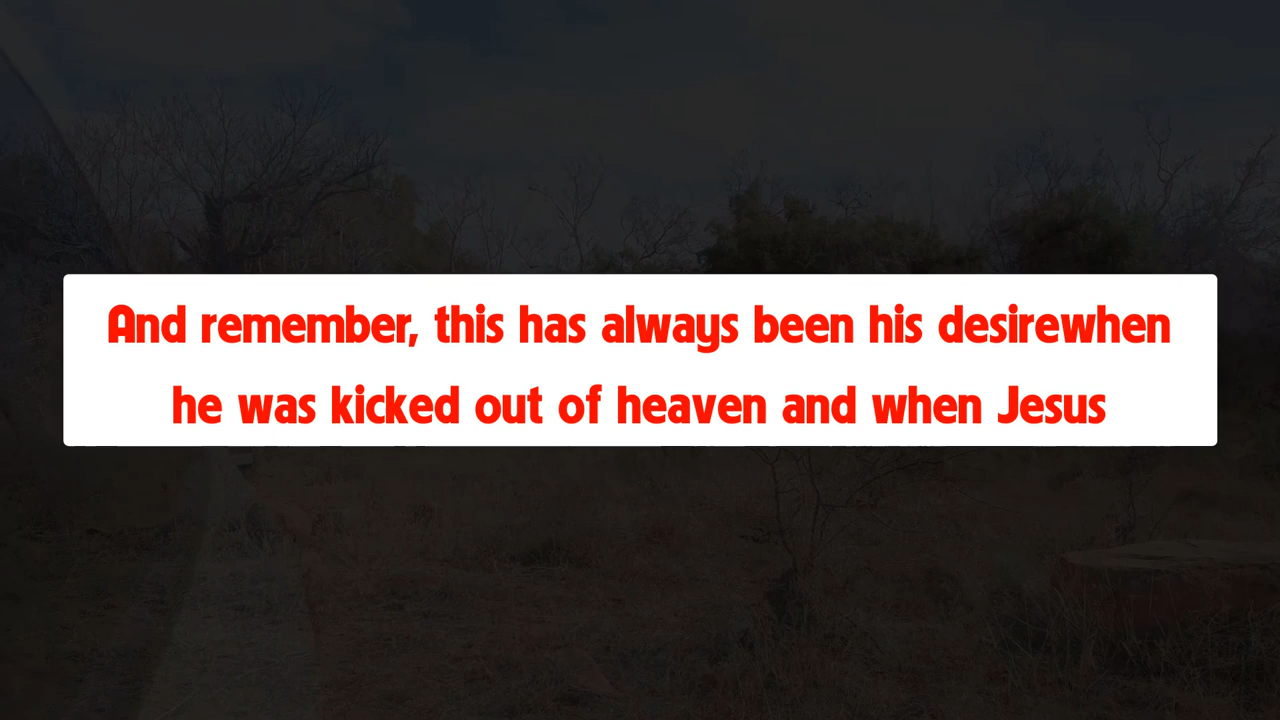 And remember, this has always been his desirewhen
he was kicked out of heaven and when Jesus